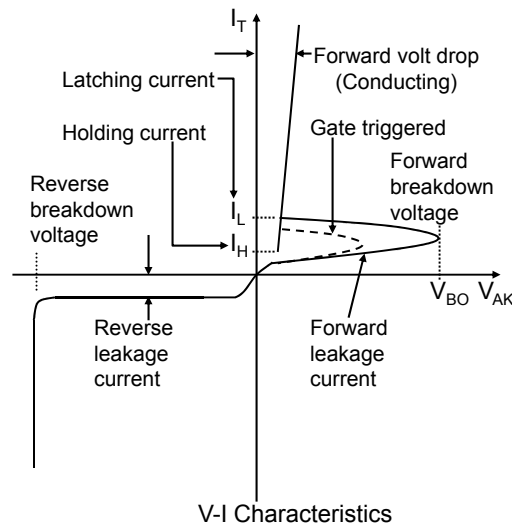 I_T
Forward volt drop
(Conducting)
Latching current
Gate triggered
Holding current
Forward
breakdown
voltage
Reverse
breakdown
voltage
I_L
I_H
V_BO V_AK
Reverse
leakage
current
Forward
leakage
current
V-I Characteristics